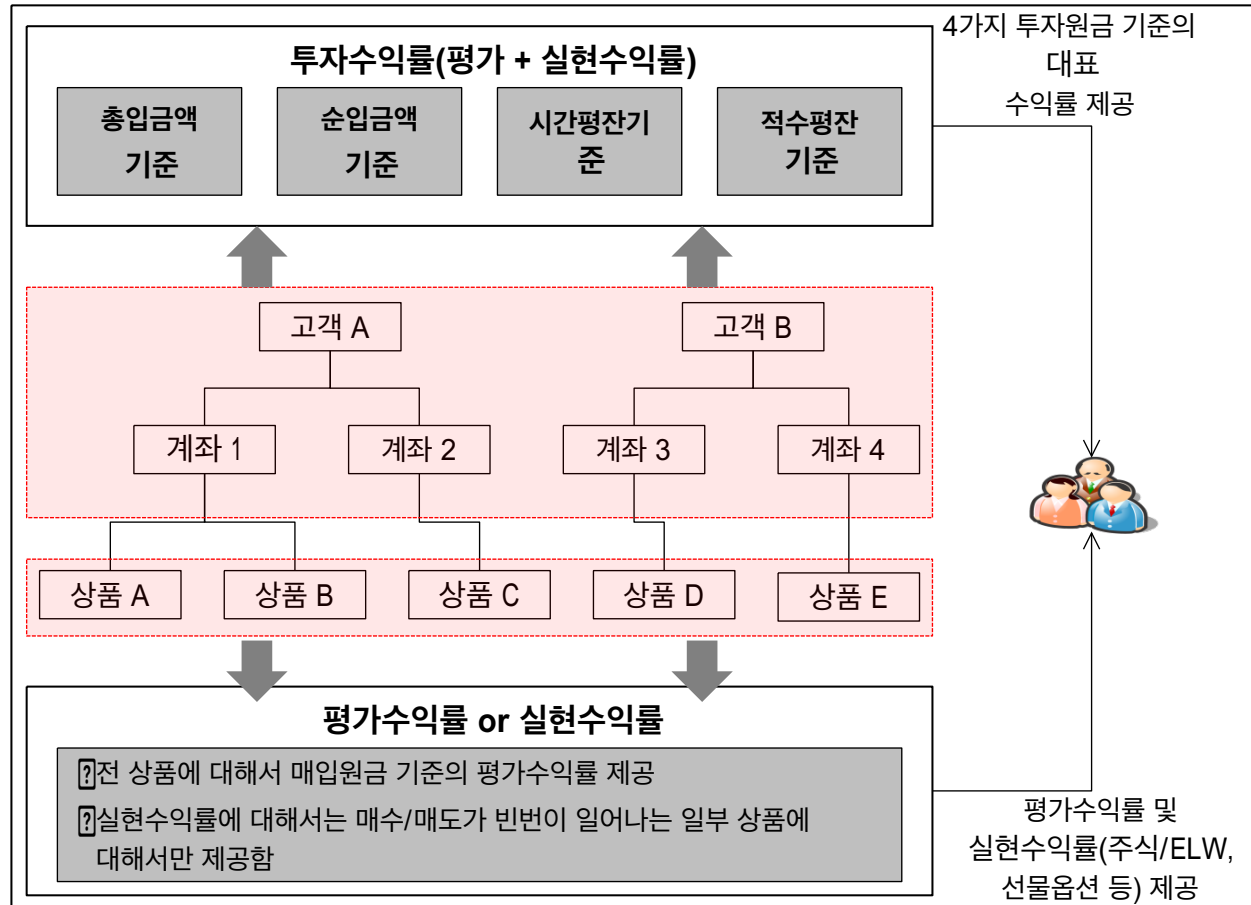 투자수익률(평가 + 실현수익률)
총입금액
기준
순입금액
기준
시간평잔기
준
적수평잔
기준
4가지 투자원금 기준의
대표
수익률 제공
고객 A
고객 B
계좌 1
계좌 2
계좌 3
계좌 4
상품 A
상품 B
상품 C
상품 D
상품 E
평가수익률 or 실현수익률
?전 상품에 대해서 매입원금 기준의 평가수익률 제공
?실현수익률에 대해서는 매수/매도가 빈번이 일어나는 일부 상품에
대해서만 제공함
평가수익률 및
실현수익률(주식/ELW,
선물옵션 등) 제공